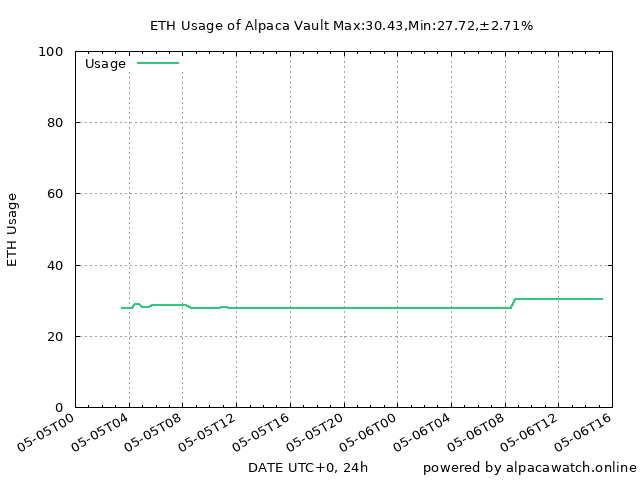 ETH Usage of Alpaca Vault Max:30.43,Min:27.72,±2.71%
Usage
100
80
60
40
20
0
ETH Usage
05-05T00
05-05T04
05-05T08
05-05T12
05-05T16
05-05T20
05-06T00
05-06T04
05-06T08
05-06T12
05-06T16
DATE UTC+0, 24h
powered by alpacawatch.online